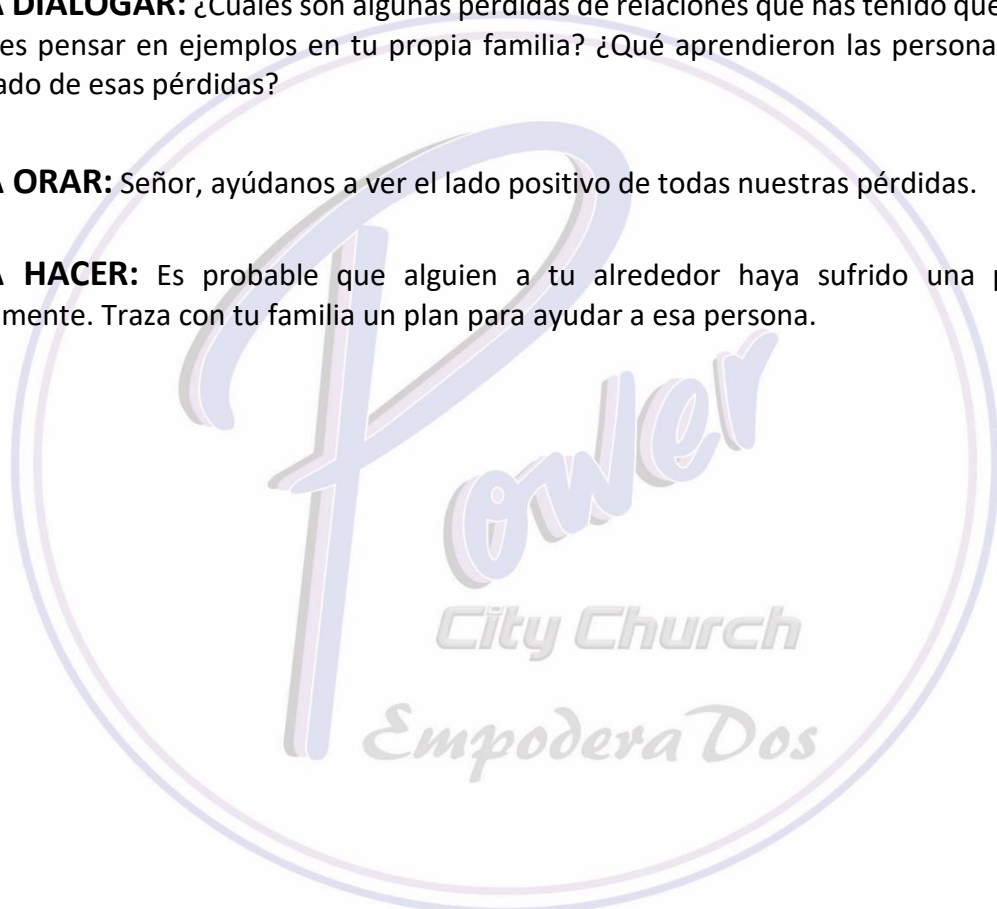 A DIALOGAR: ¿Cuáles son algunas pérdidas de relaciones que has tenido que
es pensar en ejemplos en tu propia familia? ¿Qué aprendieron las persona
ado de esas pérdidas?
A ORAR: Señor, ayúdanos a ver el lado positivo de todas nuestras pérdidas.
A HACER: Es probable que alguien a tu alrededor haya sufrido una p
mente. Traza con tu familia un plan para ayudar a esa persona.
Power
City Church
EmpoderaDos